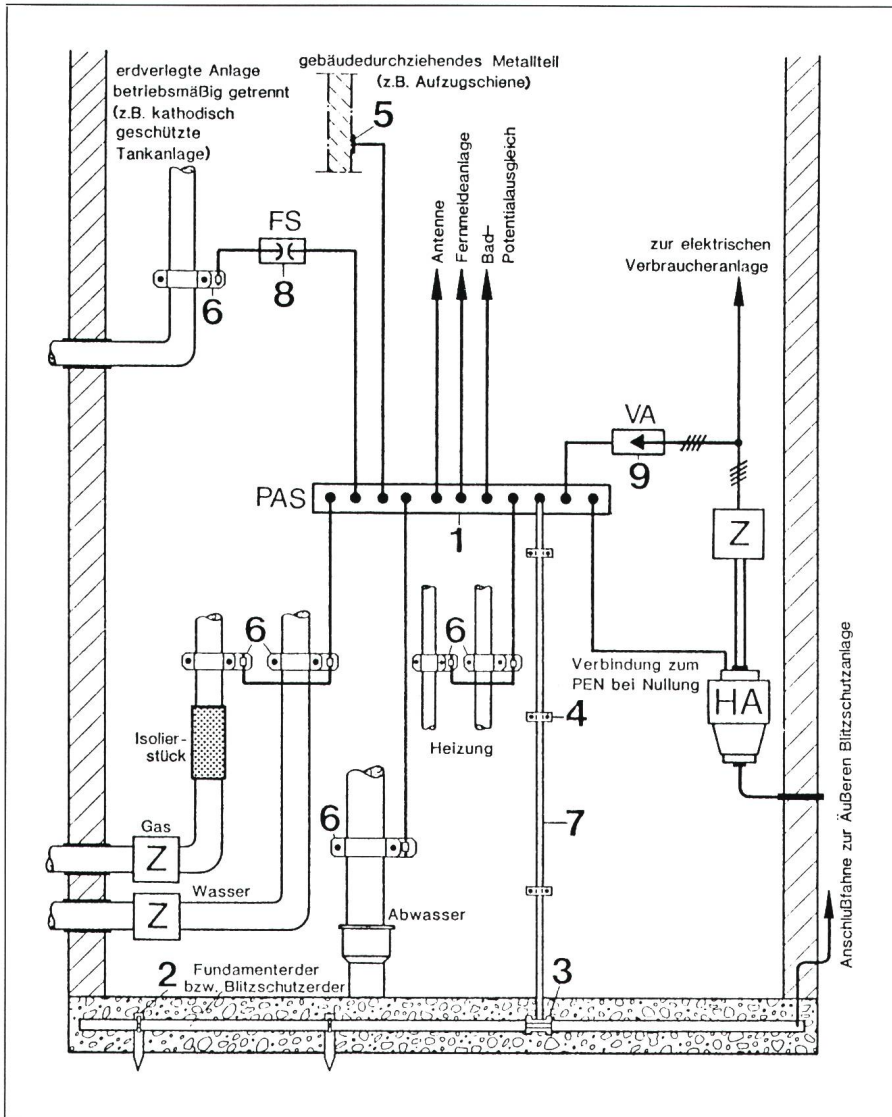 erdverlegte Anlage
betriebsmäßig getrennt
(z.B. kathodisch
geschützte
Tankanlage)
gebäudedurchziehendes Metallteil
(z.B. Aufzugschiene)
5
FS
8
6
Antenne
Fernmeldeanlage
Bad-
Potentialausgleich
zur elektrischen
Verbraucheranlage
VA
9
PAS
1
Z
6
6
Verbindung zum
PEN bei Nullung
HA
4
Isolier-
stück
Heizung
7
6
Gas
Z
Wasser
Z
Abwasser
Anschlußfahne zur Äußeren Blitzschutzanlage
2
Fundamenterder
bzw. Blitzschutzerder
3